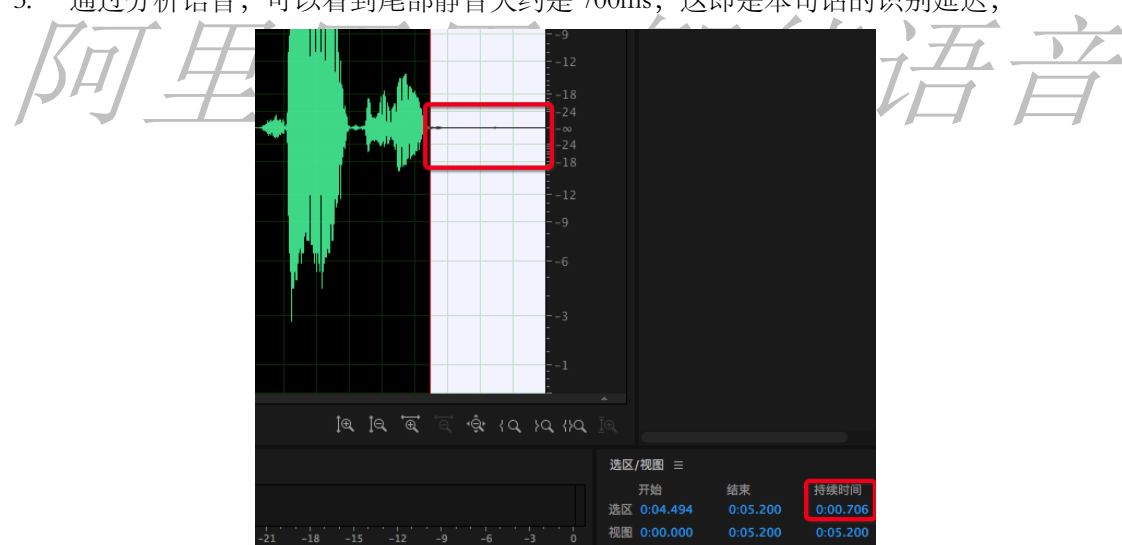 通过分析语音，可以看到尾部静音大约是 700ms，这即是本句话的识别延迟；
阿里
语音
-9
-12
-18
-24
-∞
-24
-18
-12
-9
-6
-3
-1
选区/视图
开始 结束 持续时间
选区 0:04.494 0:05.200 0:00.706
视图 0:00.000 0:05.200 0:05.200
-21 -18 -15 -12 -9 -6 -3 0